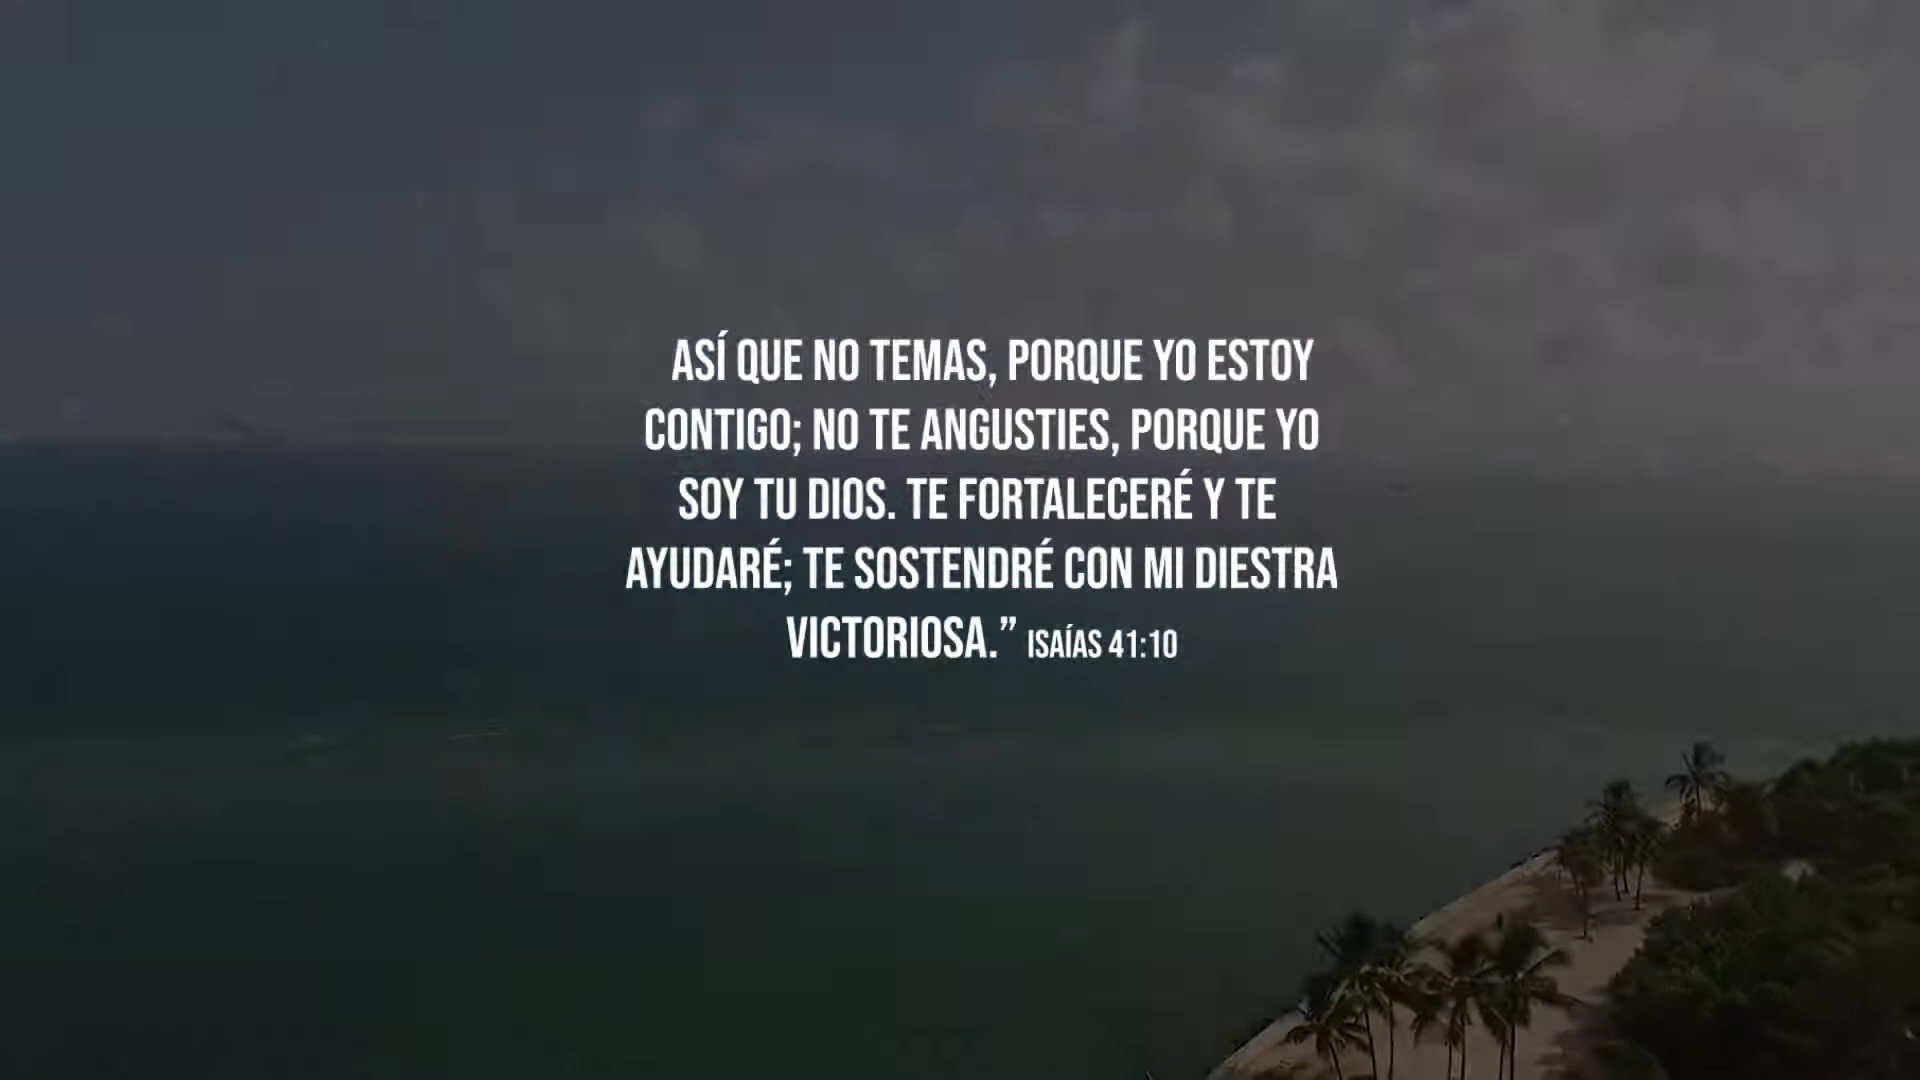 ASÍ QUE NO TEMAS, PORQUE YO ESTOY
CONTIGO; NO TE ANGUSTIES, PORQUE YO
SOY TU DIOS. TE FORTALECERÉ Y TE
AYUDARÉ; TE SOSTENDRÉ CON MI DIESTRA
VICTORIOSA.” ISAÍAS 41:10